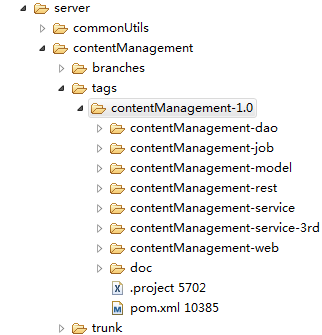 server
commonUtils
contentManagement
branches
tags
contentManagement-1.0
contentManagement-dao
contentManagement-job
contentManagement-model
contentManagement-rest
contentManagement-service
contentManagement-service-3rd
contentManagement-web
doc
.project 5702
pom.xml 10385
trunk